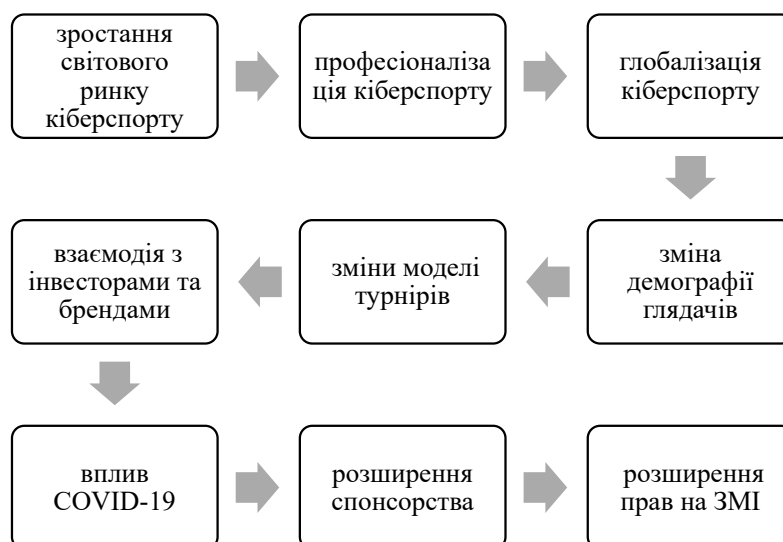 зростання
світового
ринку
кіберспорту
професіоналіза
ція кіберспорту
глобалізація
кіберспорту
зміна
демографії
глядачів
зміни моделі
турнірів
взаємодія з
інвесторами та
брендами
вплив
COVID-19
розширення
спонсорства
розширення
прав на ЗМІ